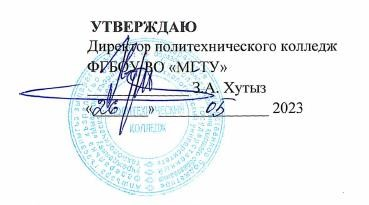 УТВЕРЖДАЮ
Директор политехнического колледж
ФГБОУ ВО «МГТУ»
З.А. Хутыз
«26» 05 2023
КОЛЛЕДЖ